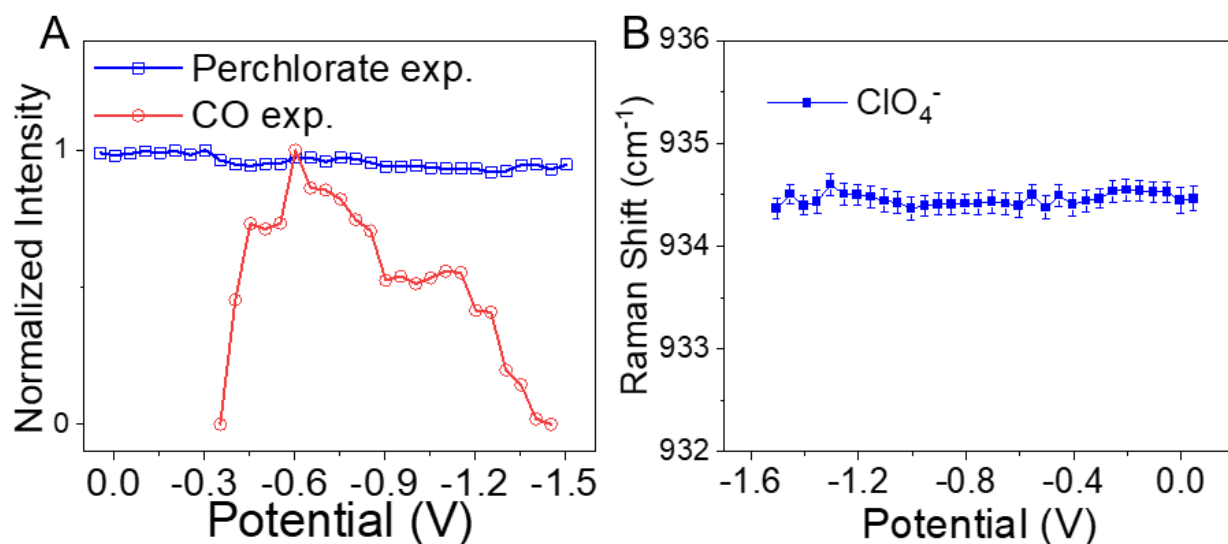 A
Perchlorate exp.
CO exp.
Normalized Intensity
1
0
0.0 -0.3 -0.6 -0.9 -1.2 -1.5
Potential (V)
B
ClO₄⁻
Raman Shift (cm⁻¹)
936
935
934
933
932
-1.6 -1.2 -0.8 -0.4 0.0
Potential (V)